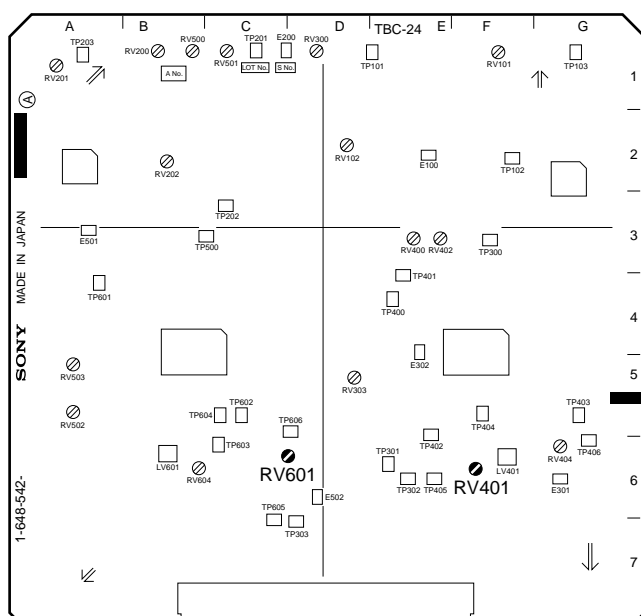 A B C D E F G
TBC-24
TP203
RV201
RV200
RV500
RV501
TP201
E200
RV300
TP101
RV101
TP103
A No.
LOT No.
S No.
1
A
RV202
RV102
E100
TP102
2
TP202
E501
TP500
RV400
RV402
TP300
3
TP601
TP401
TP400
4
MADE IN JAPAN
SONY
RV503
E302
RV303
5
RV502
TP604
TP602
TP606
TP603
TP402
TP404
TP403
TP406
LV601
RV604
RV601
TP301
TP302
TP405
RV401
LV401
RV404
E301
6
E502
TP605
TP303
1-648-542-
7